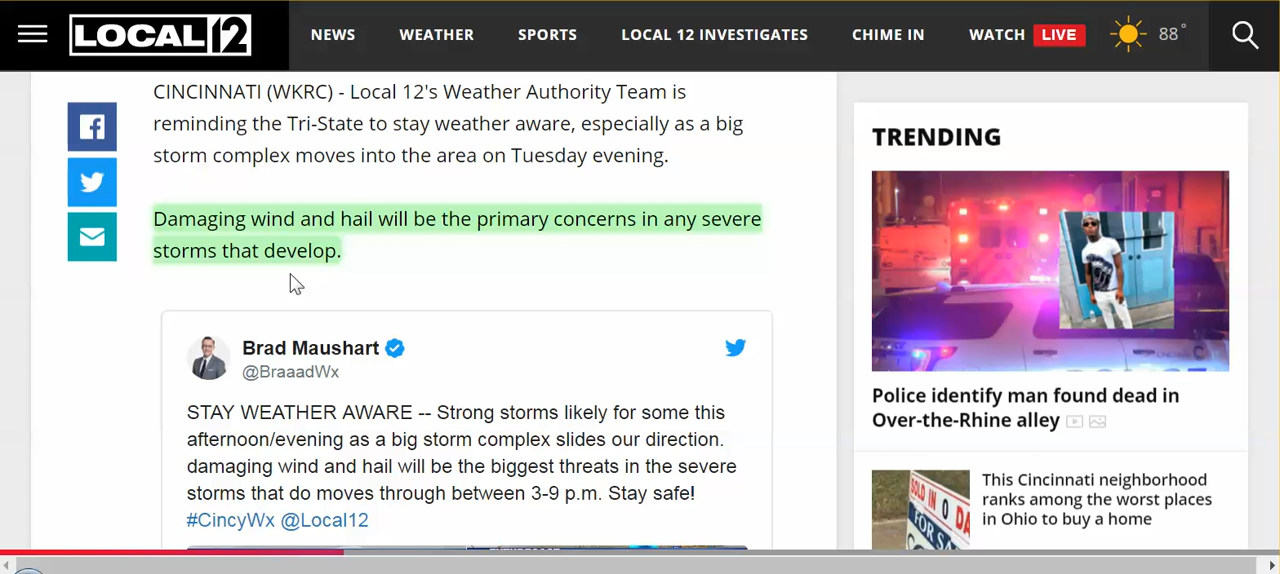 LOCAL 12
NEWS
WEATHER
SPORTS
LOCAL 12 INVESTIGATES
CHIME IN
WATCH LIVE
88°
CINCINNATI (WKRC) - Local 12's Weather Authority Team is
reminding the Tri-State to stay weather aware, especially as a big
storm complex moves into the area on Tuesday evening.
Damaging wind and hail will be the primary concerns in any severe
storms that develop.
Brad Maushart
@BraaadWx
STAY WEATHER AWARE -- Strong storms likely for some this
afternoon/evening as a big storm complex slides our direction.
damaging wind and hail will be the biggest threats in the severe
storms that do moves through between 3-9 p.m. Stay safe!
#CincyWx @Local12
TRENDING
Police identify man found dead in
Over-the-Rhine alley
SOLD IN 0 DA
FOR SA
This Cincinnati neighborhood
ranks among the worst places
in Ohio to buy a home